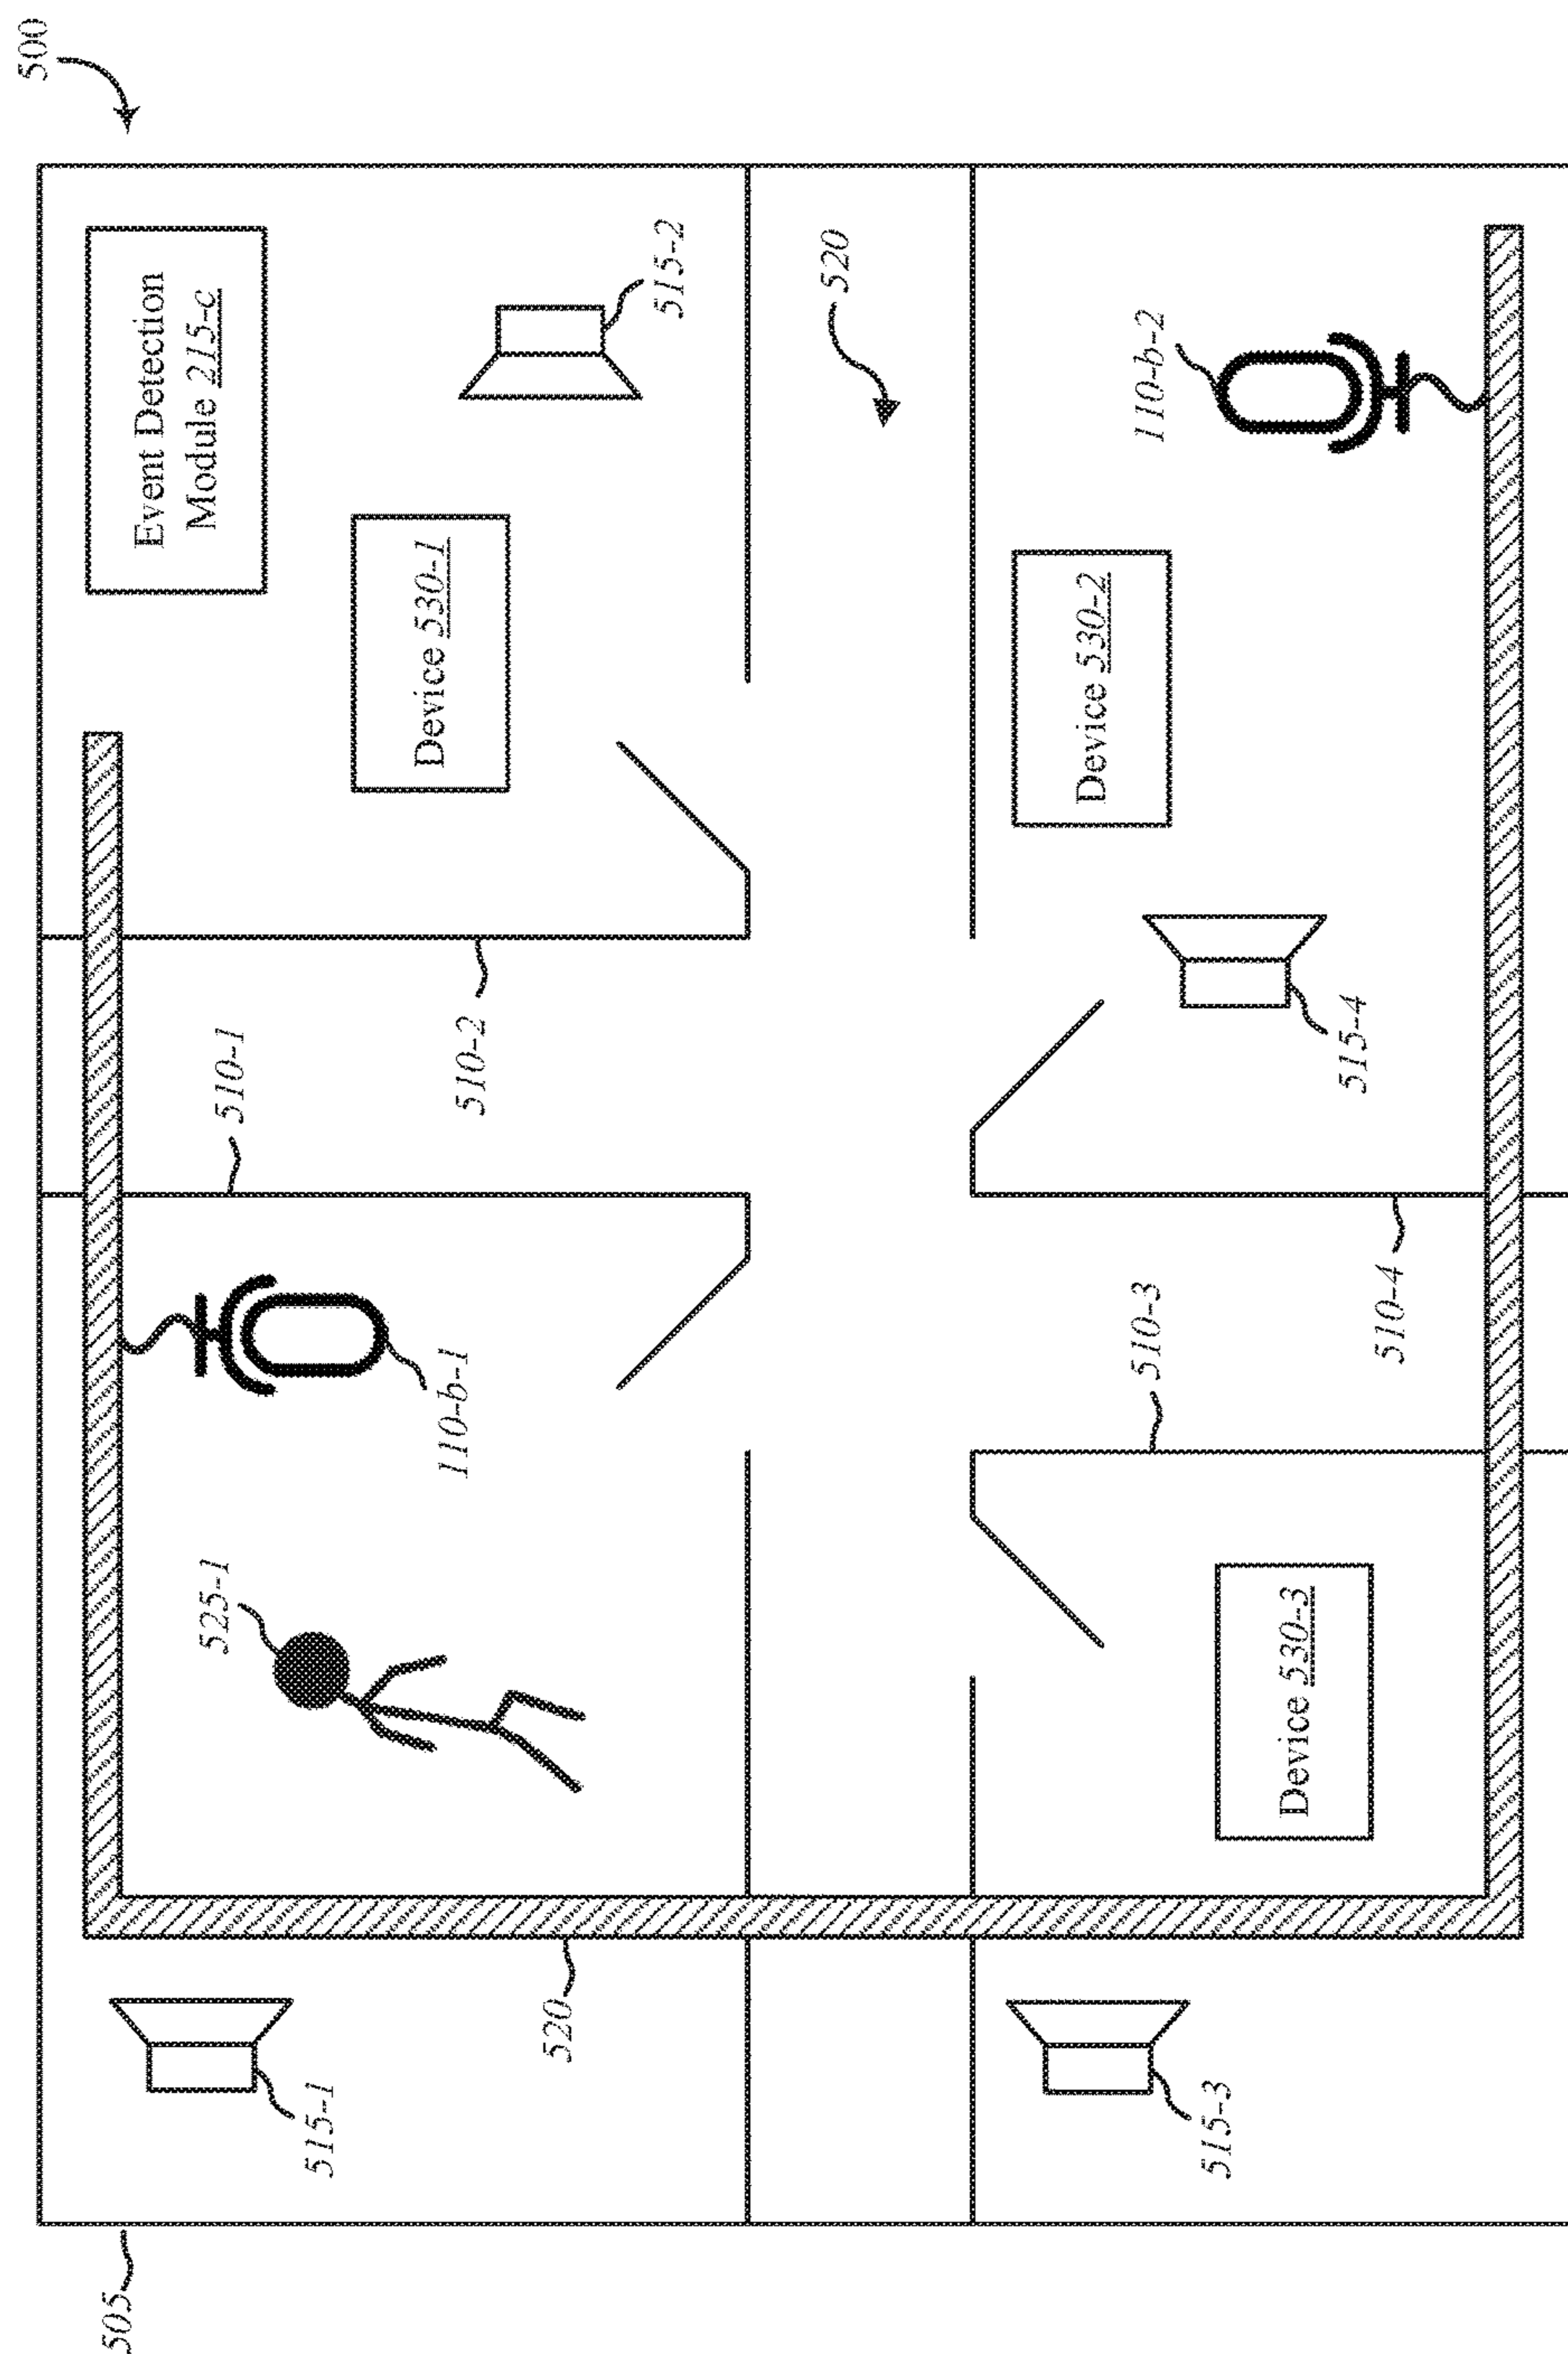 500
505
515-1
525-1
110-b-1
510-1
510-2
Event Detection
Module 215-c
Device 530-1
515-2
520
520
515-3
Device 530-3
510-3
510-4
515-4
Device 530-2
110-b-2